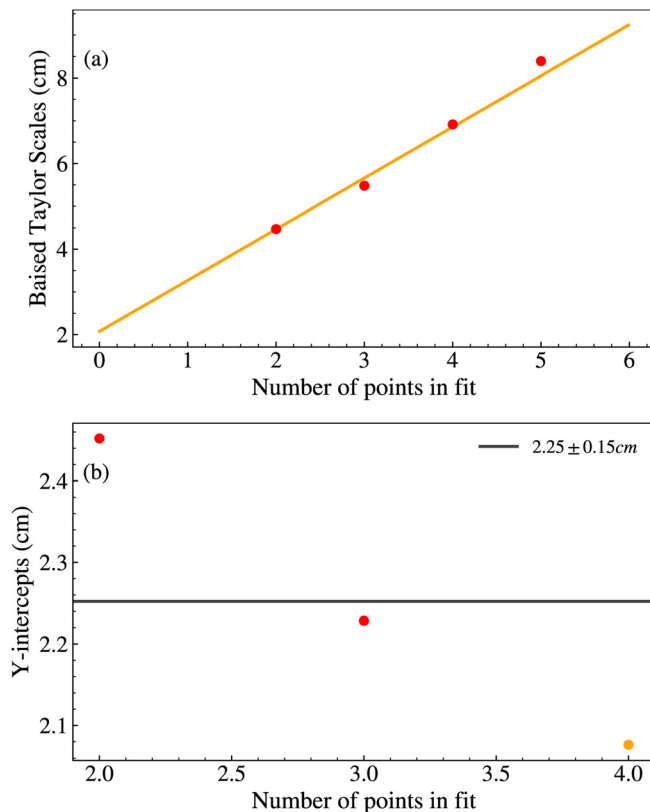 (a)
Baised Taylor Scales (cm)
8
6
4
2
0 1 2 3 4 5 6
Number of points in fit
(b)
2.25 ± 0.15cm
Y-intercepts (cm)
2.4
2.3
2.2
2.1
2.0 2.5 3.0 3.5 4.0
Number of points in fit